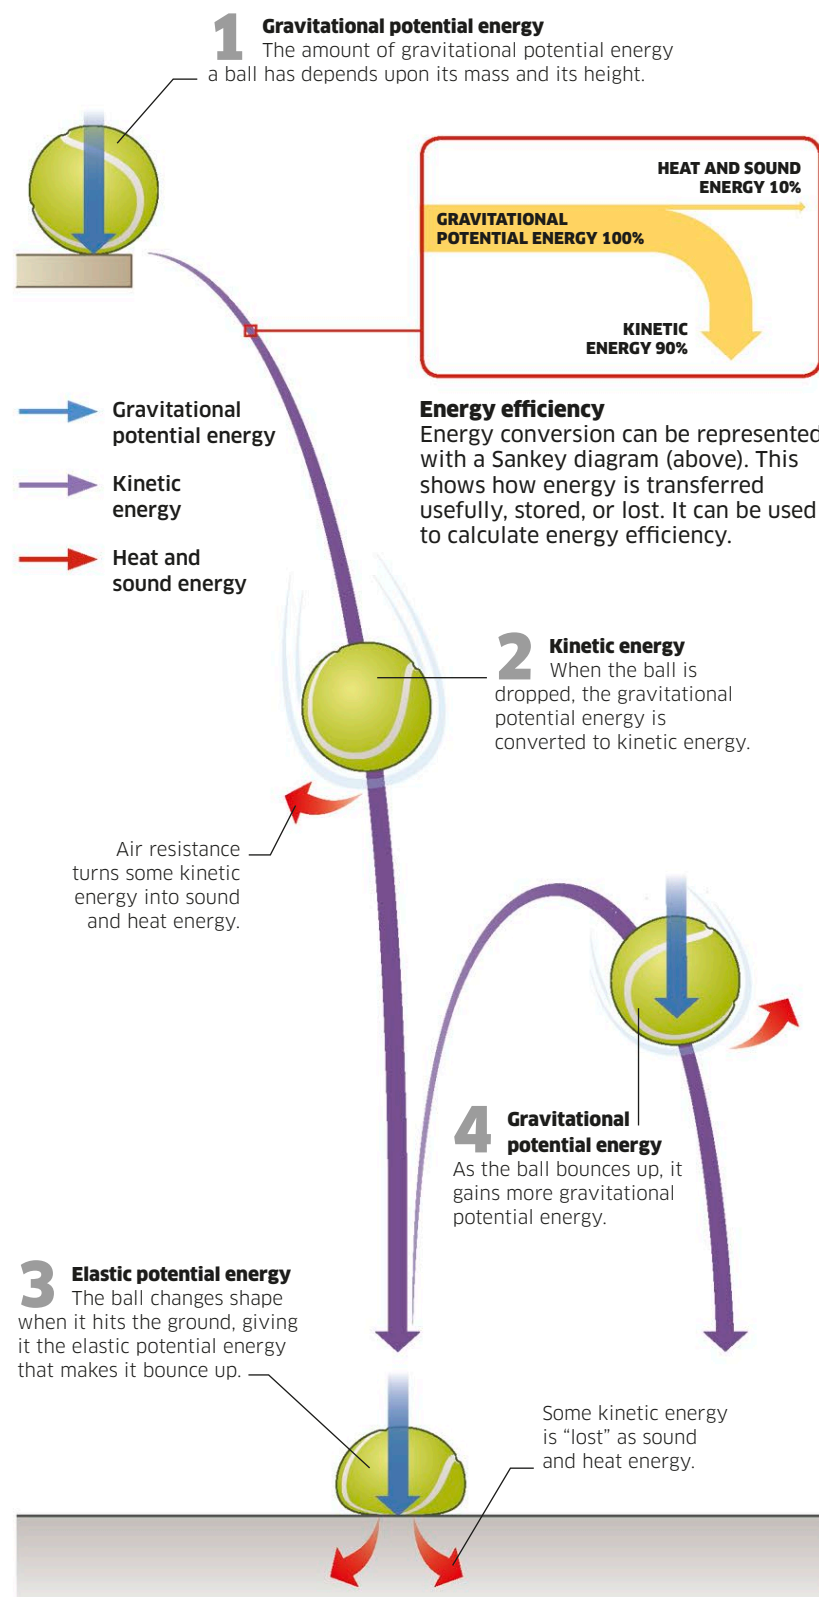 1 Gravitational potential energy
The amount of gravitational potential energy
a ball has depends upon its mass and its height.
HEAT AND SOUND
ENERGY 10%
GRAVITATIONAL
POTENTIAL ENERGY 100%
KINETIC
ENERGY 90%
Gravitational
potential energy
Kinetic
energy
Heat and
sound energy
Energy efficiency
Energy conversion can be represented
with a Sankey diagram (above). This
shows how energy is transferred
usefully, stored, or lost. It can be used
to calculate energy efficiency.
2 Kinetic energy
When the ball is
dropped, the gravitational
potential energy is
converted to kinetic energy.
Air resistance
turns some kinetic
energy into sound
and heat energy.
4 Gravitational
potential energy
As the ball bounces up, it
gains more gravitational
potential energy.
3 Elastic potential energy
The ball changes shape
when it hits the ground, giving
it the elastic potential energy
that makes it bounce up.
Some kinetic energy
is “lost” as sound
and heat energy.